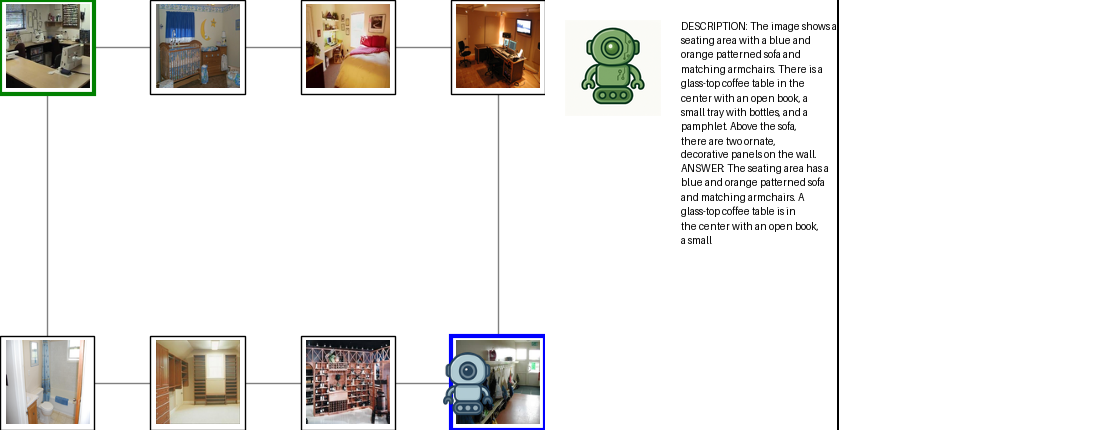 DESCRIPTION: The image shows a
seating area with a blue and
orange patterned sofa and
matching armchairs. There is a
glass-top coffee table in the
center with an open book, a
small tray with bottles, and a
pamphlet. Above the sofa,
there are two ornate,
decorative panels on the wall.
ANSWER: The seating area has a
blue and orange patterned sofa
and matching armchairs. A
glass-top coffee table is in
the center with an open book,
a small